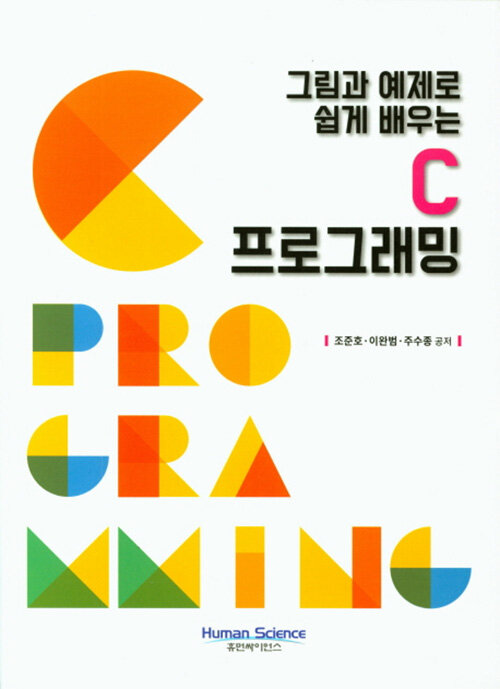 그림과 예제로
쉽게 배우는
C
프로그래밍
조준호·이완범·주수종 공저
C
PRO
GRA
MMING
Human Science
휴먼싸이언스